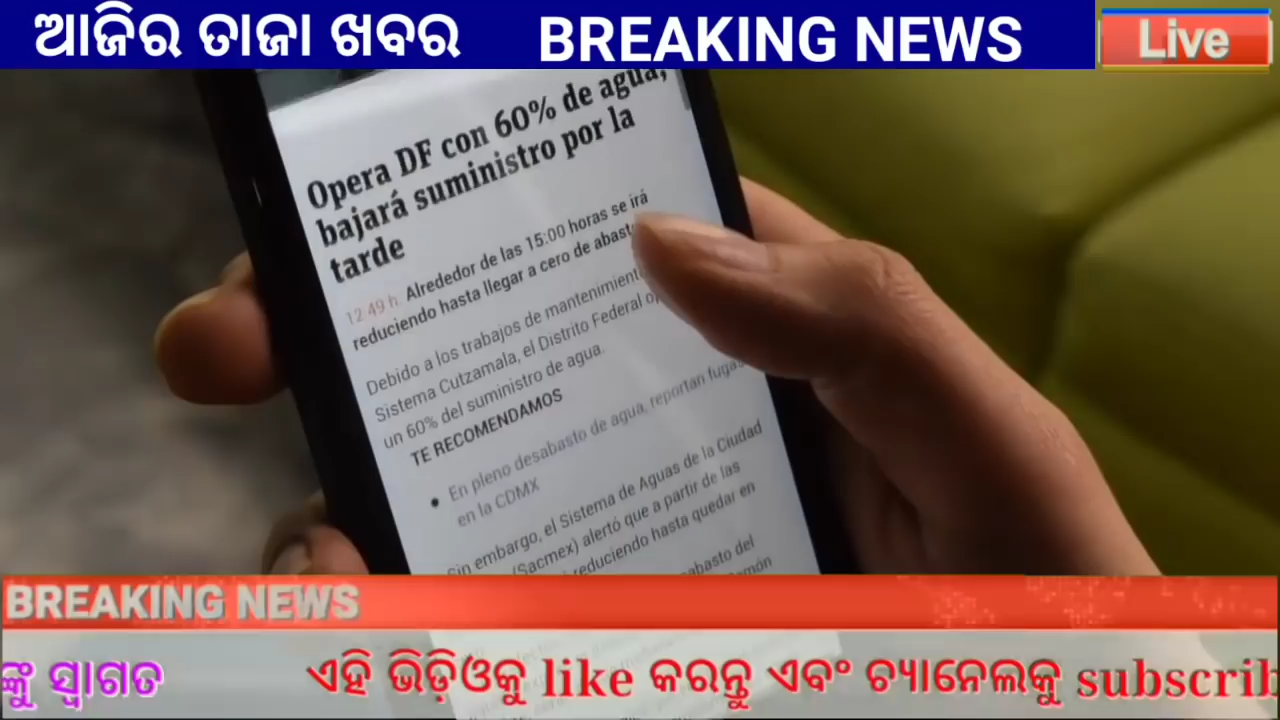 ଆଜିର ତାଜା ଖବର BREAKING NEWS Live
Opera DF con 60% de agua,
bajará suministro por la
tarde
12:49 h Alrededor de las 15:00 horas se irá
reduciendo hasta llegar a cero de abast
Debido a los trabajos de mantenimient
Sistema Cutzamala, el Distrito Federal o
un 60% del suministro de agua.
TE RECOMENDAMOS
• En pleno desabasto de agua, reportan fugas
en la CDMX
Sin embargo, el Sistema de Aguas de la Ciudad
(Sacmex) alertó que a partir de las
reduciendo hasta quedar en
abasto del
BREAKING NEWS
ଙ୍କୁ ସ୍ୱାଗତ ଏହି ଭିଡ଼ିଓକୁ like କରନ୍ତୁ ଏବଂ ଚ୍ୟାନେଲକୁ subscrib